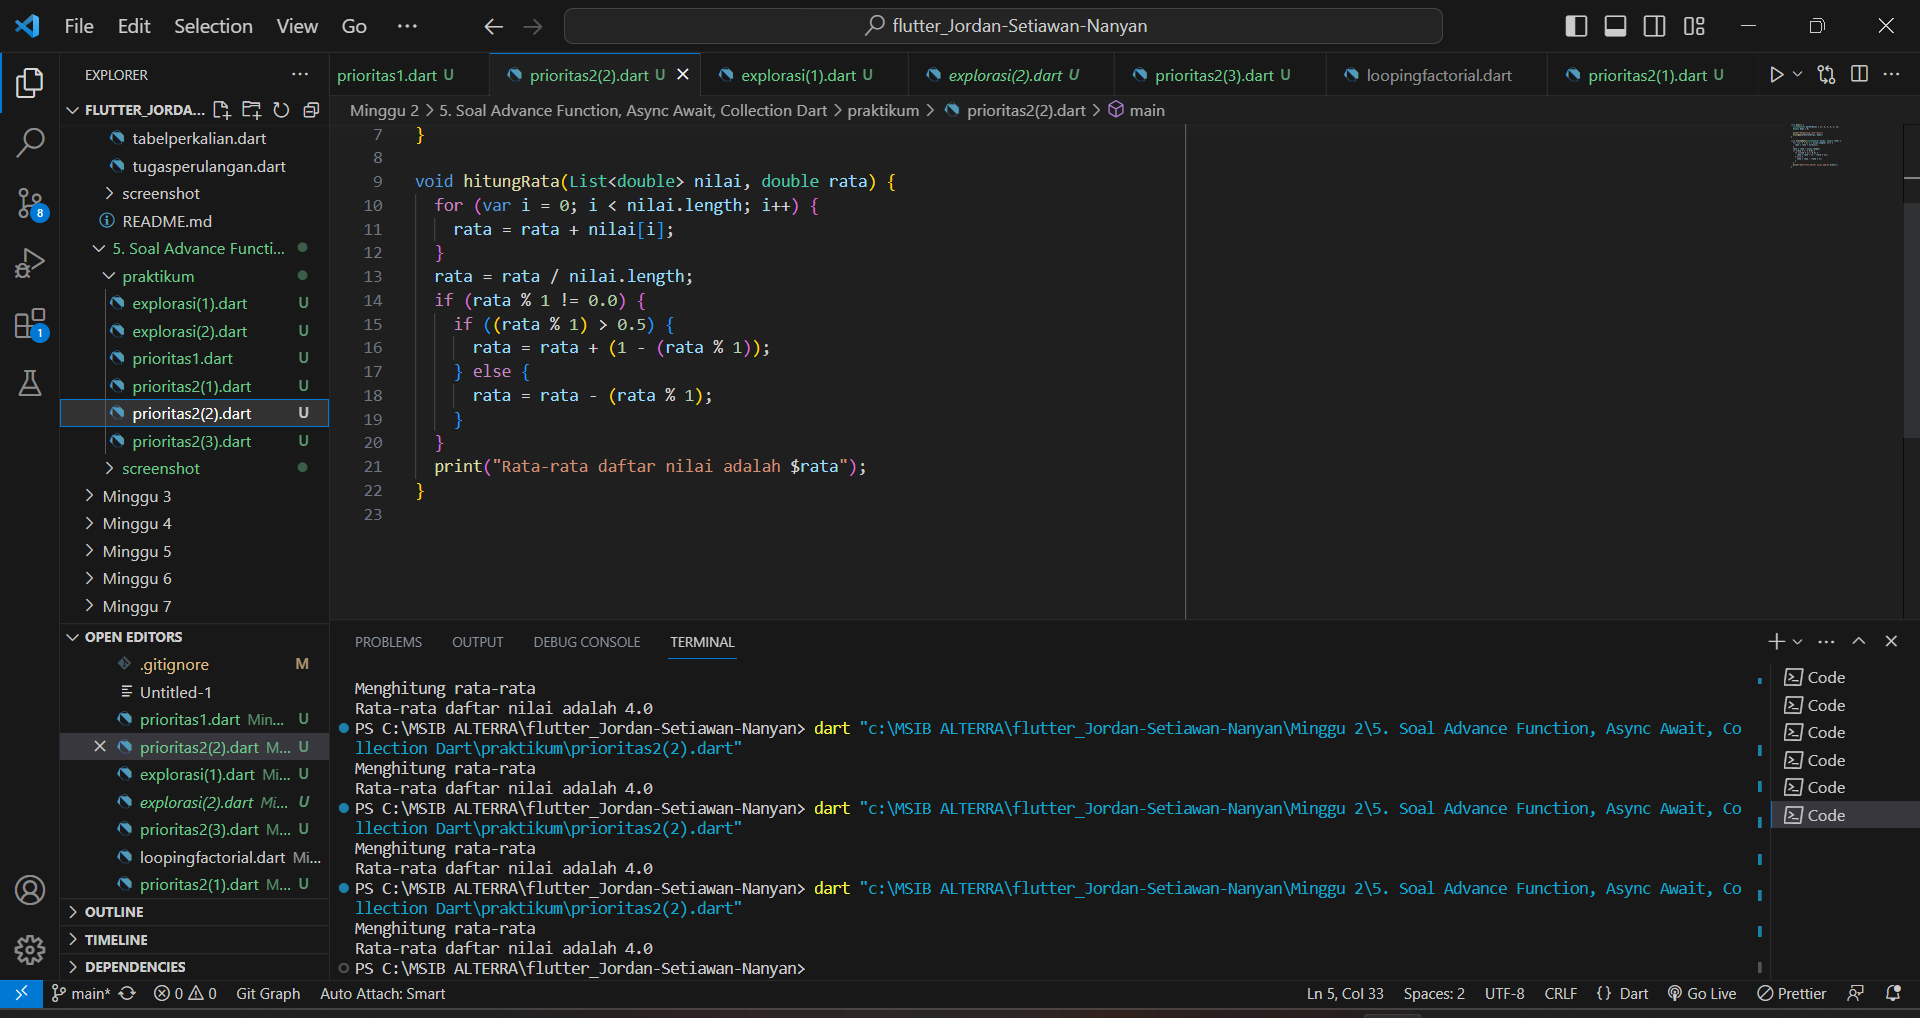 File Edit Selection View Go ···
flutter_Jordan-Setiawan-Nanyan
EXPLORER ···
prioritas1.dart U
prioritas2(2).dart U
explorasi(1).dart U
explorasi(2).dart U
prioritas2(3).dart U
loopingfactorial.dart
prioritas2(1).dart U
FLUTTER_JORDA...
Minggu 2 > 5. Soal Advance Function, Async Await, Collection Dart > praktikum > prioritas2(2).dart > main
tabelperkalian.dart
tugasperulangan.dart
screenshot
README.md
5. Soal Advance Functi...
praktikum
explorasi(1).dart U
explorasi(2).dart U
prioritas1.dart U
prioritas2(1).dart U
prioritas2(2).dart U
prioritas2(3).dart U
screenshot
Minggu 3
Minggu 4
Minggu 5
Minggu 6
Minggu 7
8
1
7 }
8
9 void hitungRata(List<double> nilai, double rata) {
10 for (var i = 0; i < nilai.length; i++) {
11 rata = rata + nilai[i];
12 }
13 rata = rata / nilai.length;
14 if (rata % 1 != 0.0) {
15 if ((rata % 1) > 0.5) {
16 rata = rata + (1 - (rata % 1));
17 } else {
18 rata = rata - (rata % 1);
19 }
20 }
21 print("Rata-rata daftar nilai adalah $rata");
22 }
23
OPEN EDITORS
.gitignore M
Untitled-1
prioritas1.dart Min... U
prioritas2(2).dart M... U
explorasi(1).dart Mi... U
explorasi(2).dart Mi... U
prioritas2(3).dart M... U
loopingfactorial.dart Mi...
prioritas2(1).dart M... U
OUTLINE
TIMELINE
DEPENDENCIES
PROBLEMS OUTPUT DEBUG CONSOLE TERMINAL
Menghitung rata-rata
Rata-rata daftar nilai adalah 4.0
PS C:\MSIB ALTERRA\flutter_Jordan-Setiawan-Nanyan> dart "c:\MSIB ALTERRA\flutter_Jordan-Setiawan-Nanyan\Minggu 2\5. Soal Advance Function, Async Await, Co
llection Dart\praktikum\prioritas2(2).dart"
Menghitung rata-rata
Rata-rata daftar nilai adalah 4.0
PS C:\MSIB ALTERRA\flutter_Jordan-Setiawan-Nanyan> dart "c:\MSIB ALTERRA\flutter_Jordan-Setiawan-Nanyan\Minggu 2\5. Soal Advance Function, Async Await, Co
llection Dart\praktikum\prioritas2(2).dart"
Menghitung rata-rata
Rata-rata daftar nilai adalah 4.0
PS C:\MSIB ALTERRA\flutter_Jordan-Setiawan-Nanyan> dart "c:\MSIB ALTERRA\flutter_Jordan-Setiawan-Nanyan\Minggu 2\5. Soal Advance Function, Async Await, Co
llection Dart\praktikum\prioritas2(2).dart"
Menghitung rata-rata
Rata-rata daftar nilai adalah 4.0
PS C:\MSIB ALTERRA\flutter_Jordan-Setiawan-Nanyan>
Code
Code
Code
Code
Code
Code
main* 0 0 Git Graph Auto Attach: Smart
Ln 5, Col 33 Spaces: 2 UTF-8 CRLF {} Dart Go Live Prettier